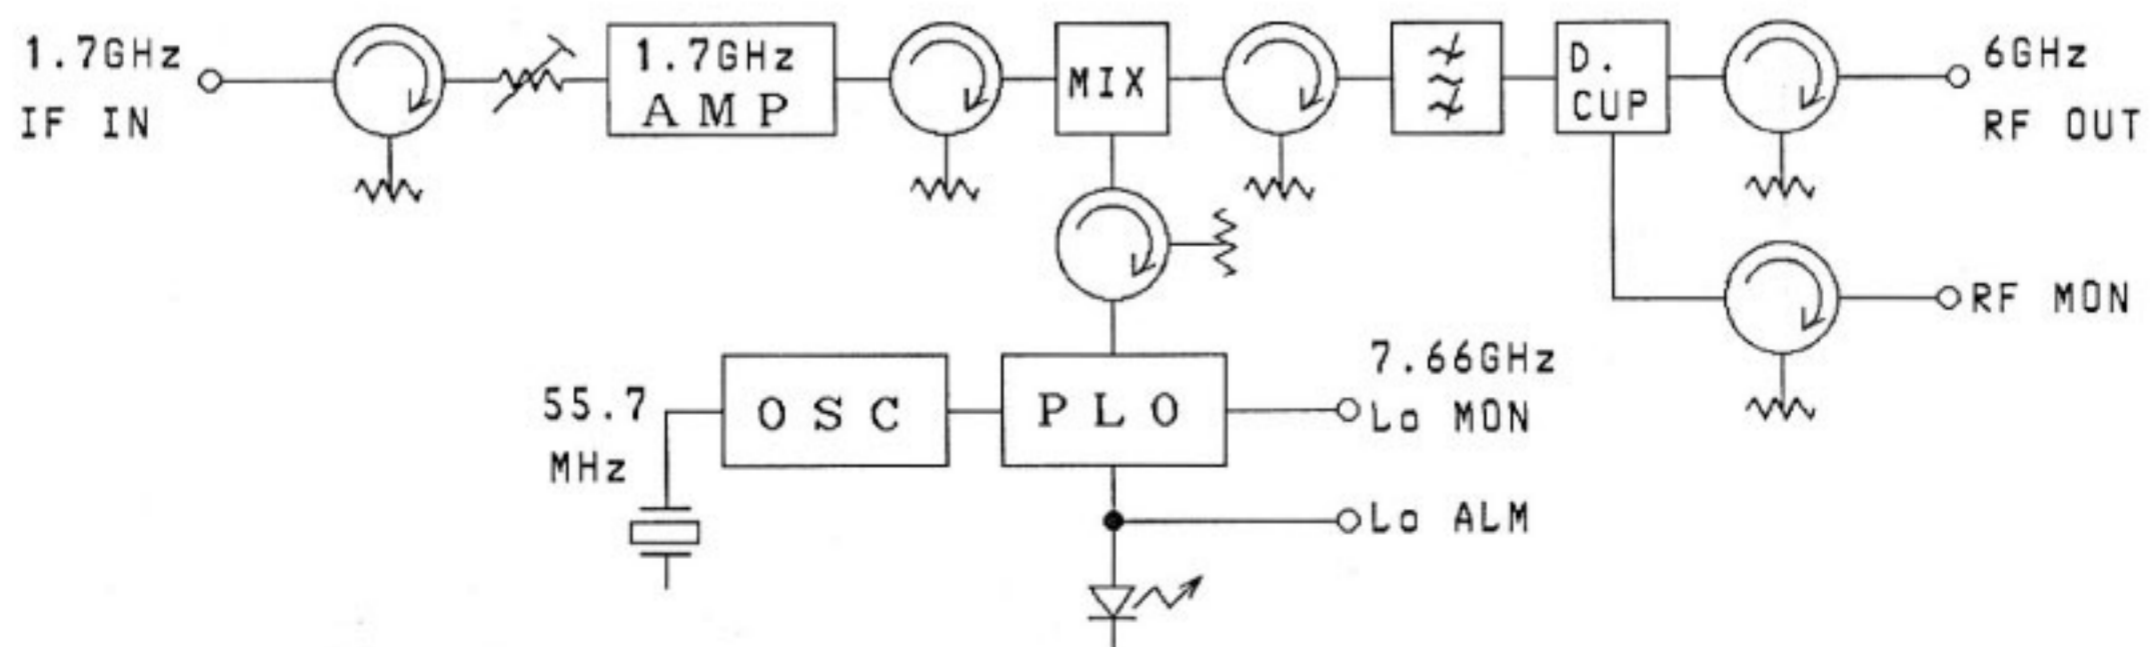 1.7GHz
IF IN
1.7GHz
AMP
MIX
D.
CUP
6GHz
RF OUT
RF MON
55.7
MHz
OSC
PLO
7.66GHz
Lo MON
Lo ALM